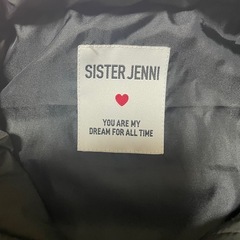 SISTER JENNI
YOU ARE MY
DREAM FOR ALL TIME